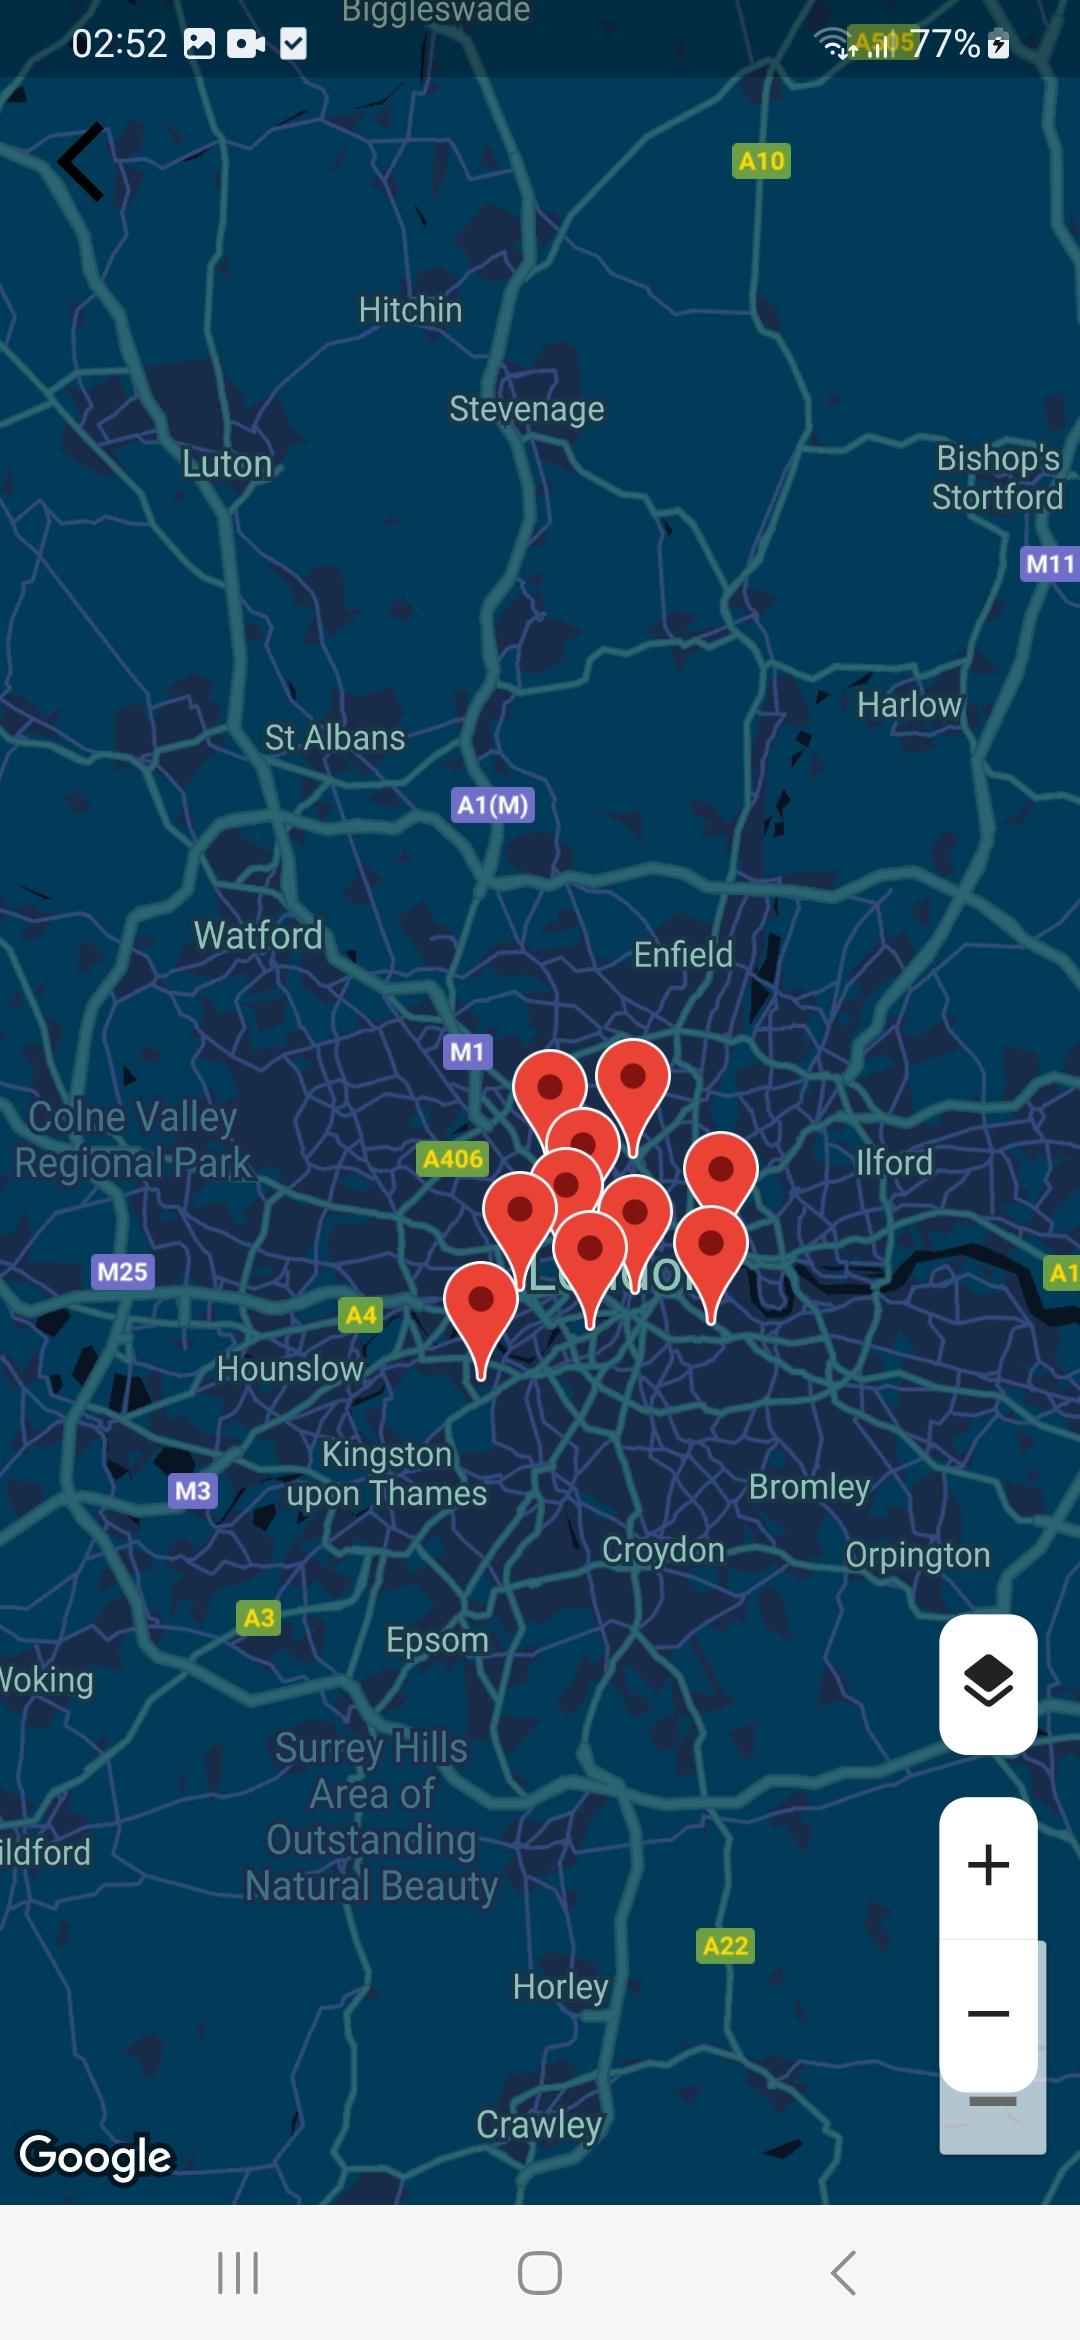 Biggleswade
02:52
A505
77%
A10
Hitchin
Stevenage
Luton
Bishop's
Stortford
M11
Harlow
St Albans
A1(M)
Watford
Enfield
M1
Colne Valley
Regional Park
A406
Ilford
M25
London
A1
A4
Hounslow
Kingston
upon Thames
M3
Bromley
Croydon
Orpington
A3
Epsom
Woking
Surrey Hills
Area of
Outstanding
Natural Beauty
ildford
A22
Horley
Crawley
Google